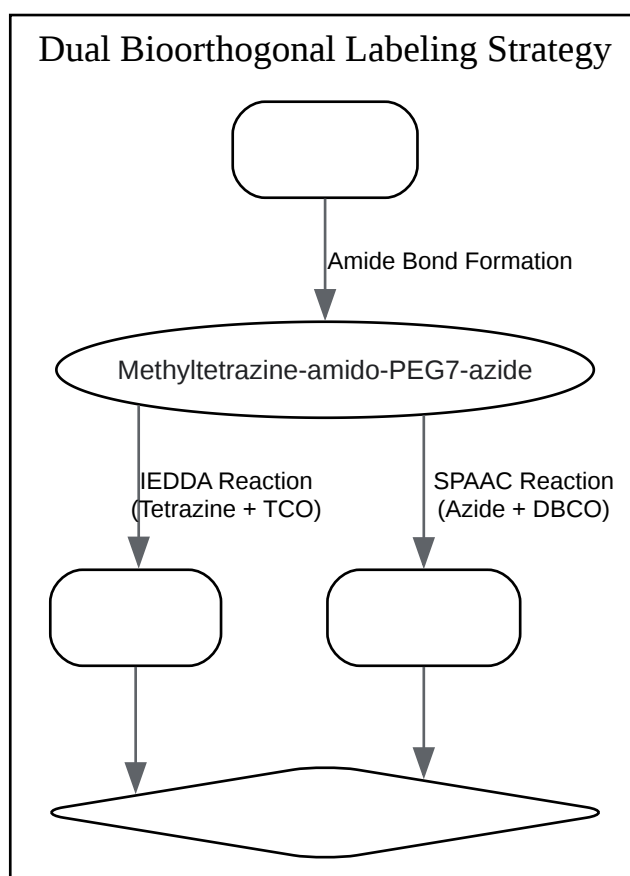 Dual Bioorthogonal Labeling Strategy
Amide Bond Formation
Methyltetrazine-amido-PEG7-azide
IEDDA Reaction
(Tetrazine + TCO)
SPAAC Reaction
(Azide + DBCO)